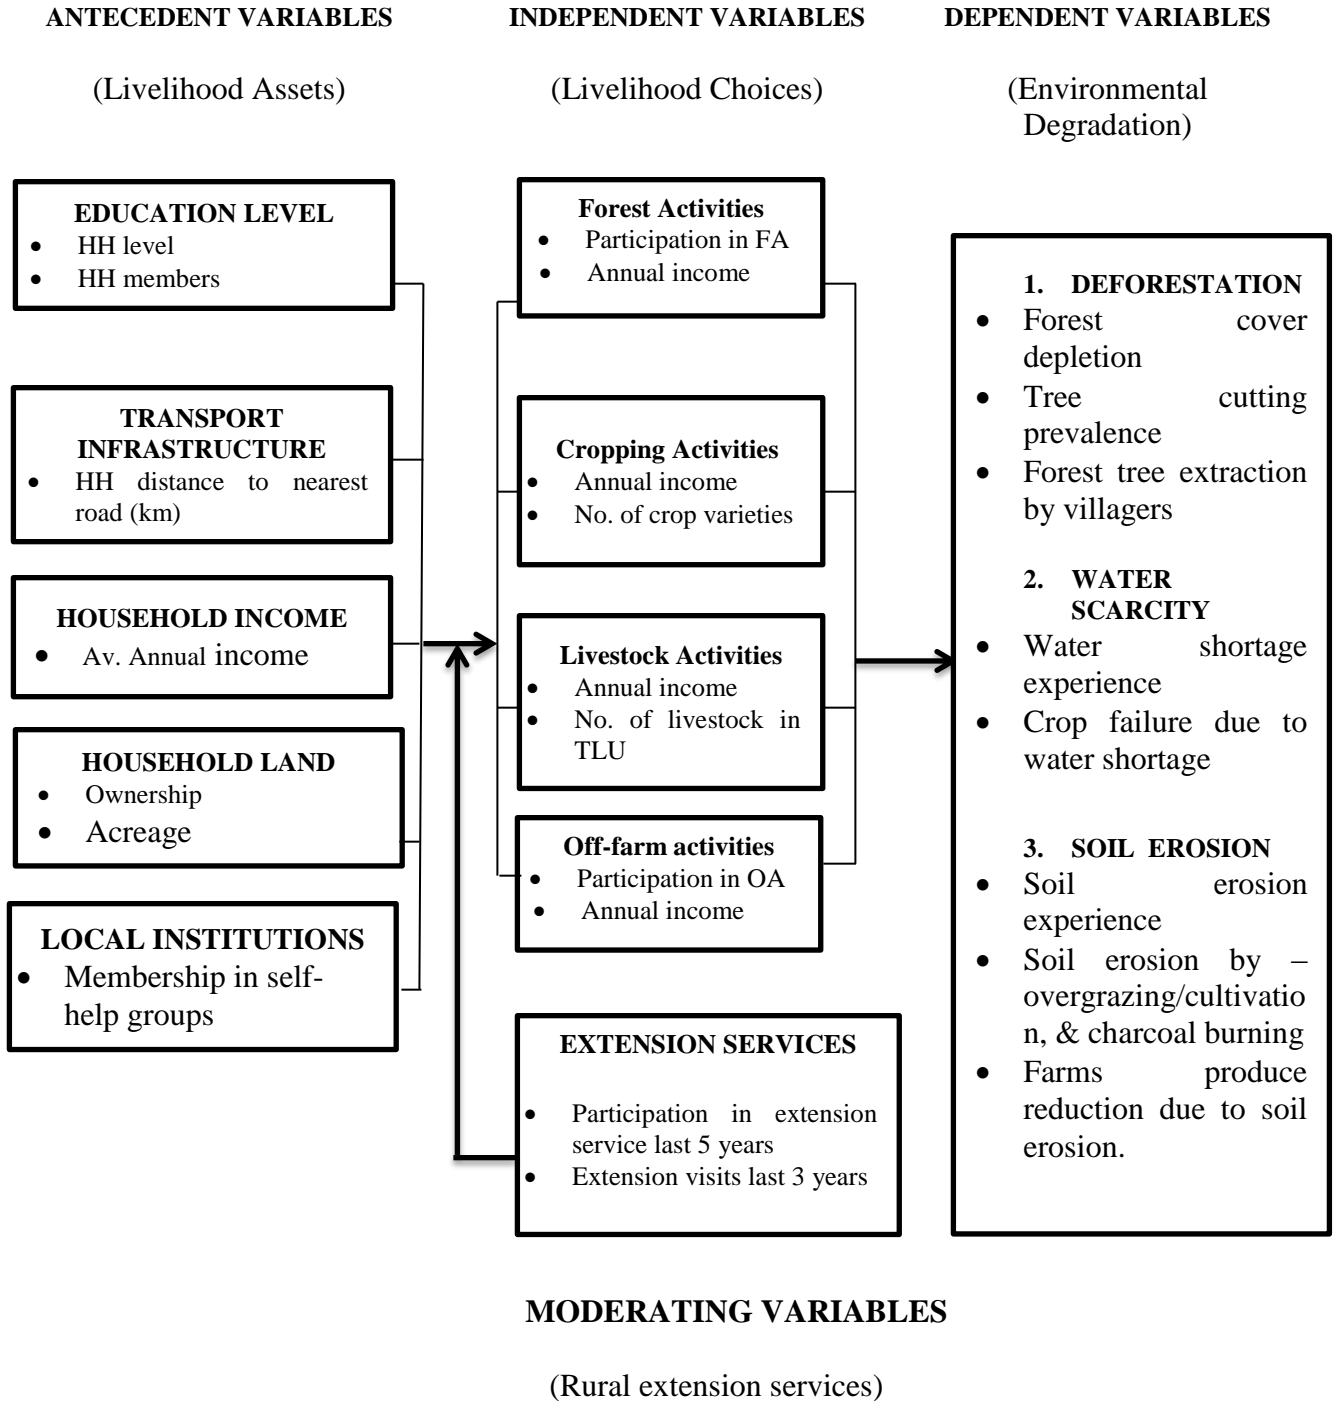 ANTECEDENT VARIABLES
(Livelihood Assets)
EDUCATION LEVEL
• HH level
• HH members
TRANSPORT
INFRASTRUCTURE
• HH distance to nearest
road (km)
HOUSEHOLD INCOME
• Av. Annual income
HOUSEHOLD LAND
• Ownership
• Acreage
LOCAL INSTITUTIONS
• Membership in self-
help groups
INDEPENDENT VARIABLES
(Livelihood Choices)
Forest Activities
• Participation in FA
• Annual income
Cropping Activities
• Annual income
• No. of crop varieties
Livestock Activities
• Annual income
• No. of livestock in
TLU
Off-farm activities
• Participation in OA
• Annual income
EXTENSION SERVICES
• Participation in extension
service last 5 years
• Extension visits last 3 years
MODERATING VARIABLES
(Rural extension services)
DEPENDENT VARIABLES
(Environmental
Degradation)
1. DEFORESTATION
• Forest cover
depletion
• Tree cutting
prevalence
• Forest tree extraction
by villagers
2. WATER
SCARCITY
• Water shortage
experience
• Crop failure due to
water shortage
3. SOIL EROSION
• Soil erosion
experience
• Soil erosion by –
overgrazing/cultivatio
n, & charcoal burning
• Farms produce
reduction due to soil
erosion.